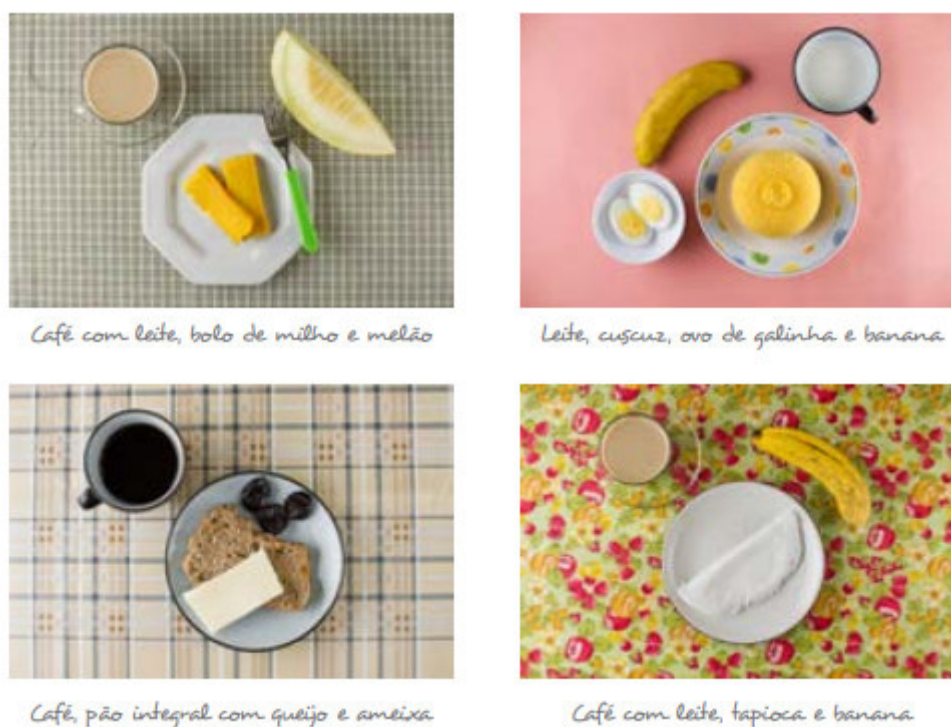 Café com leite, bolo de milho e melão
Leite, cuscuz, ovo de galinha e banana
Café, pão integral com queijo e ameixa
Café com leite, tapioca e banana